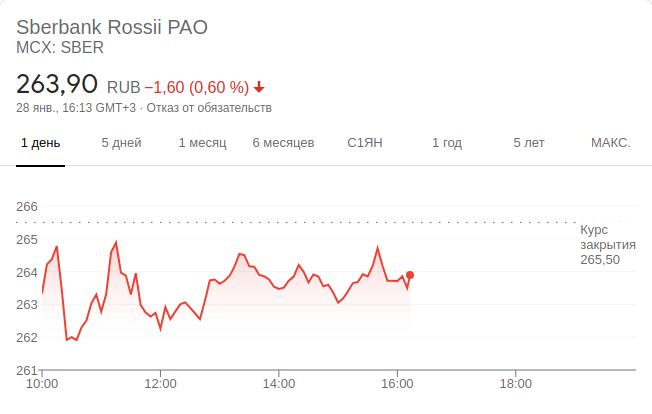 Sberbank Rossii PAO
MCX: SBER
263,90 RUB −1,60 (0,60 %)
28 янв., 16:13 GMT+3 · Отказ от обязательств
1 день 5 дней 1 месяц 6 месяцев С1ЯН 1 год 5 лет МАКС.
266
265
264
263
262
261
Курс
закрытия
265,50
10:00 12:00 14:00 16:00 18:00